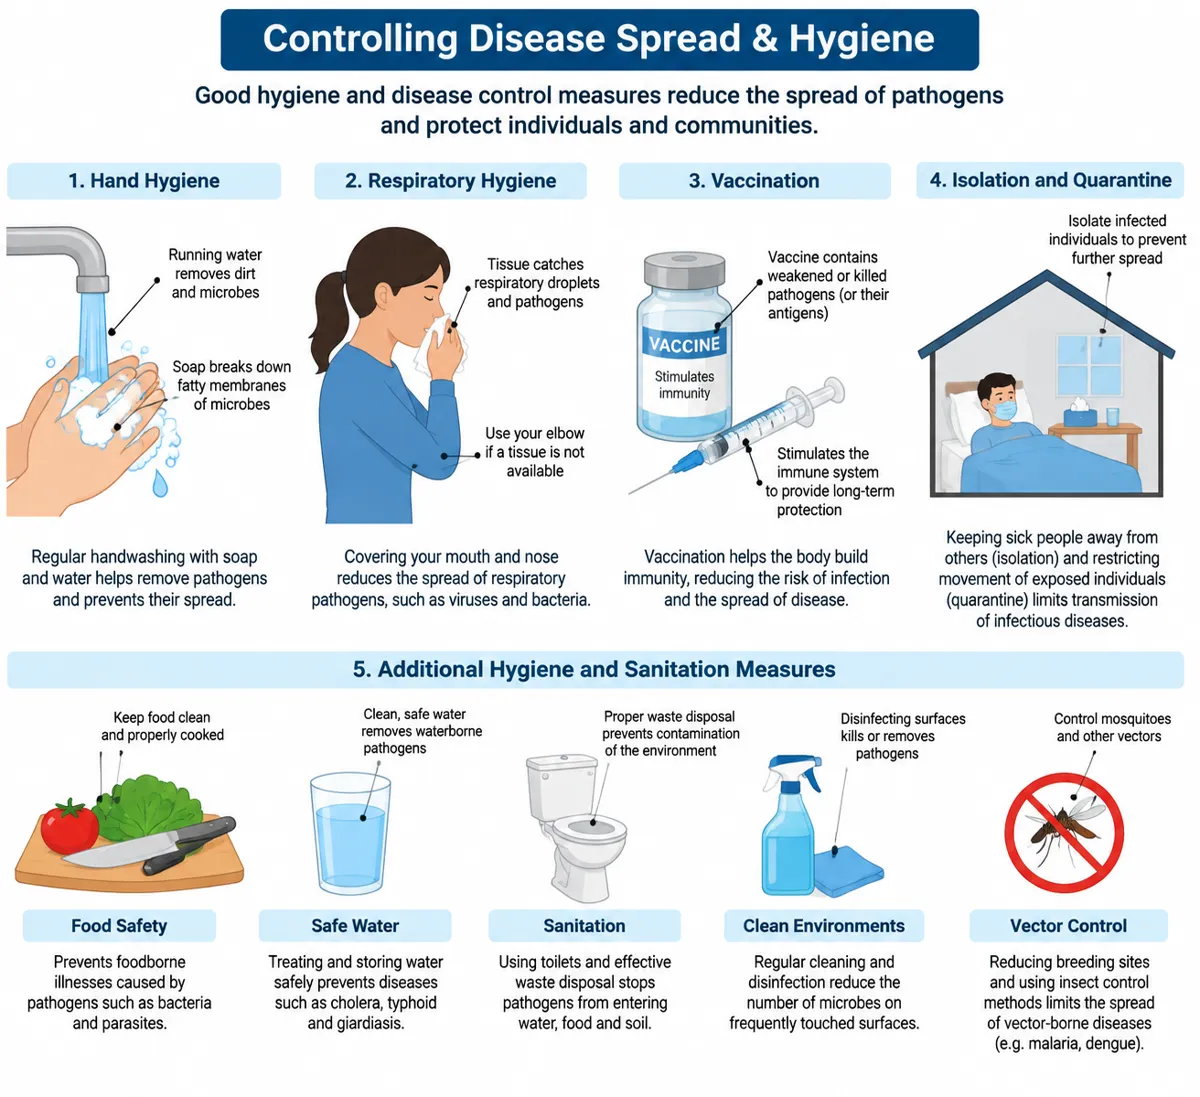 Controlling Disease Spread & Hygiene
Good hygiene and disease control measures reduce the spread of pathogens
and protect individuals and communities.
1. Hand Hygiene
Running water
removes dirt
and microbes
Soap breaks down
fatty membranes
of microbes
Regular handwashing with soap
and water helps remove pathogens
and prevents their spread.
2. Respiratory Hygiene
Tissue catches
respiratory droplets
and pathogens
Use your elbow
if a tissue is not
available
Covering your mouth and nose
reduces the spread of respiratory
pathogens, such as viruses and bacteria.
3. Vaccination
Vaccine contains
weakened or killed
pathogens (or their
antigens)
VACCINE
Stimulates
immunity
Stimulates the
immune system
to provide long-term
protection
Vaccination helps the body build
immunity, reducing the risk of infection
and the spread of disease.
4. Isolation and Quarantine
Isolate infected
individuals to prevent
further spread
Keeping sick people away from
others (isolation) and restricting
movement of exposed individuals
(quarantine) limits transmission
of infectious diseases.
5. Additional Hygiene and Sanitation Measures
Keep food clean
and properly cooked
Food Safety
Prevents foodborne
illnesses caused by
pathogens such as bacteria
and parasites.
Clean, safe water
removes waterborne
pathogens
Safe Water
Treating and storing water
safely prevents diseases
such as cholera, typhoid
and giardiasis.
Proper waste disposal
prevents contamination
of the environment
Sanitation
Using toilets and effective
waste disposal stops
pathogens from entering
water, food and soil.
Disinfecting surfaces
kills or removes
pathogens
Clean Environments
Regular cleaning and
disinfection reduce the
number of microbes on
frequently touched surfaces.
Control mosquitoes
and other vectors
Vector Control
Reducing breeding sites
and using insect control
methods limits the spread
of vector-borne diseases
(e.g. malaria, dengue).